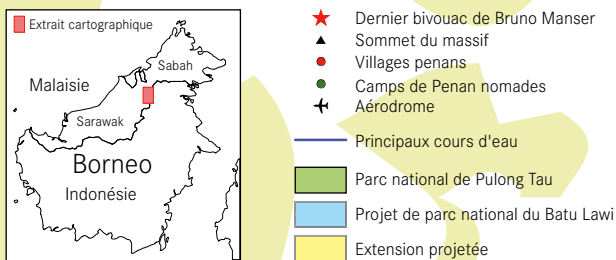 Extrait cartographique
Sabah
Malaisie
Sarawak
Borneo
Indonésie
Dernier bivouac de Bruno Manser
Sommet du massif
Villages penans
Camps de Penan nomades
Aérodrome
Principaux cours d'eau
Parc national de Pulong Tau
Projet de parc national du Batu Lawi
Extension projetée